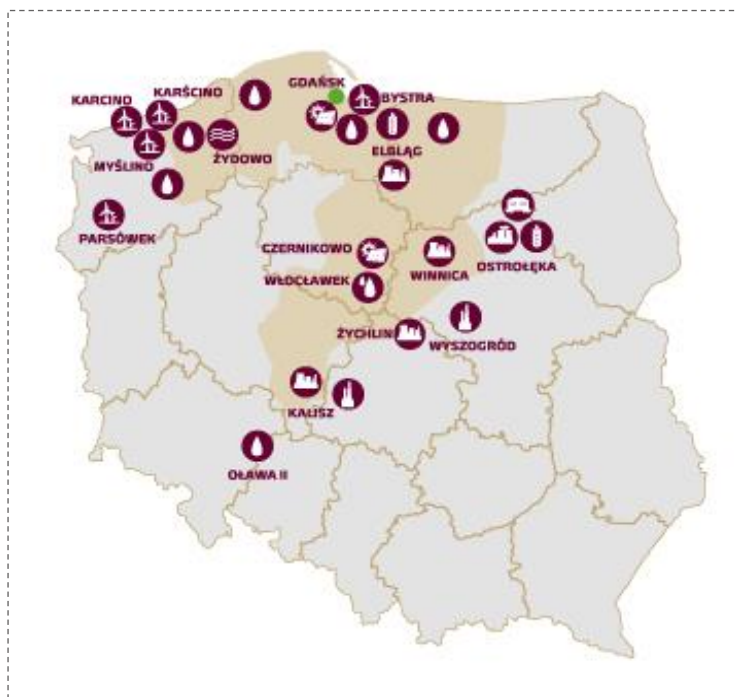 GDAŃSK
KARŚCINO
KARCINO
BYSTRA
ELBLĄG
ŻYDOWO
MYŚLINO
PARSÓWEK
CZERNIKOWO
WINNICA
OSTROŁĘKA
WŁOCŁAWEK
ŻYCHLIN
WYSZOGRÓD
KALISZ
OŁAWA II